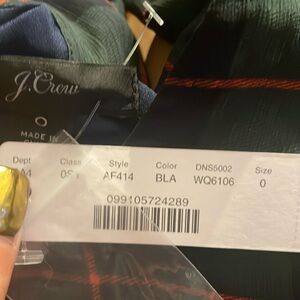 J.Crew
0
MADE IN
Dept Class Style Color DNS5002 Size
AF414 BLA WQ6106 0
099105724289